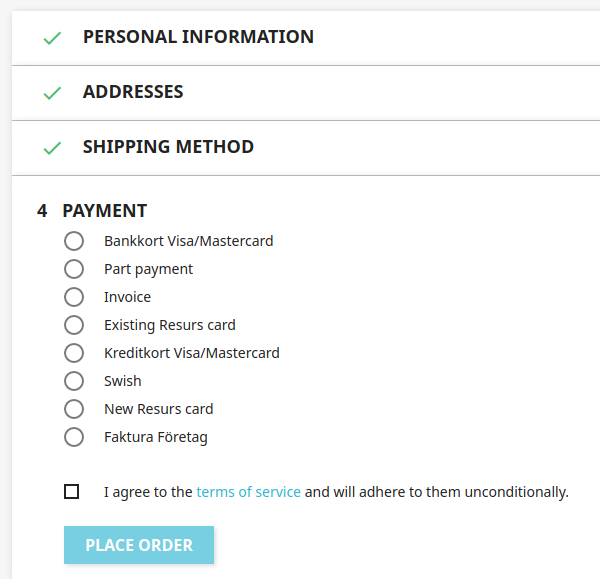 PERSONAL INFORMATION
ADDRESSES
SHIPPING METHOD
4 PAYMENT
Bankkort Visa/Mastercard
Part payment
Invoice
Existing Resurs card
Kreditkort Visa/Mastercard
Swish
New Resurs card
Faktura Företag
I agree to the terms of service and will adhere to them unconditionally.
PLACE ORDER